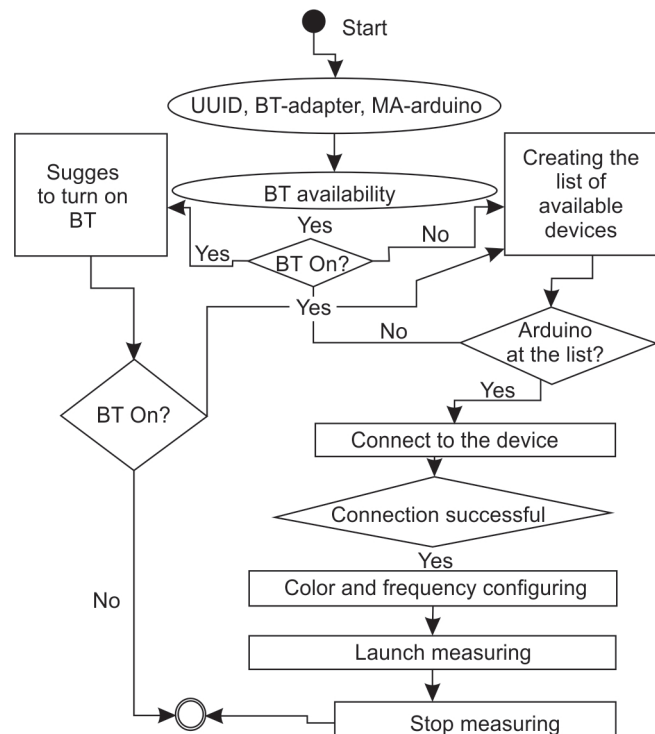 Start
UUID, BT-adapter, MA-arduino
Sugges
to turn on
BT
BT availability
Creating the
list of
available
devices
Yes
Yes
BT On?
No
Yes
No
Arduino
at the list?
BT On?
Yes
Connect to the device
Connection successful
Yes
Color and frequency configuring
No
Launch measuring
Stop measuring